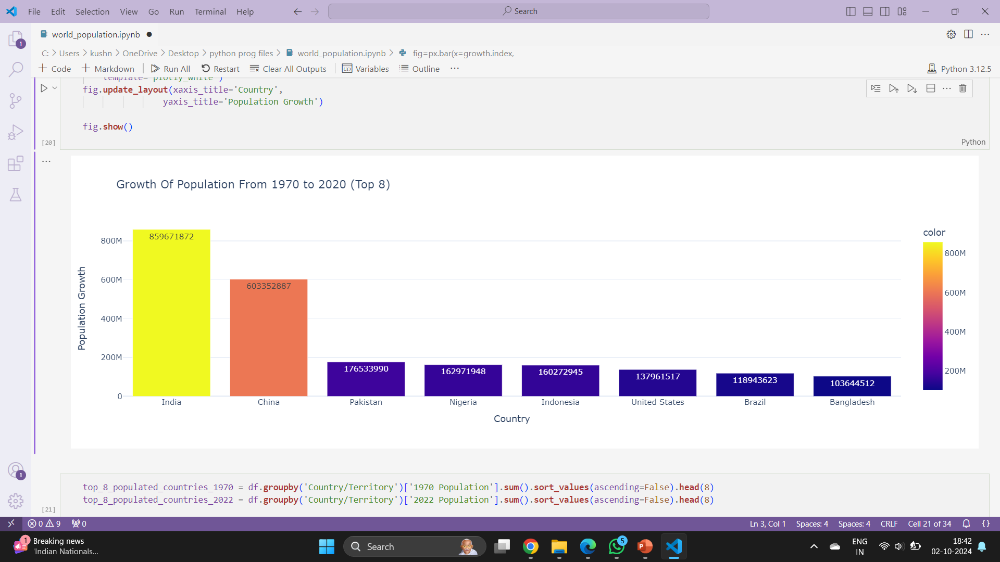 File Edit Selection View Go Run Terminal Help Search
1
world_population.ipynb
C: Users kushn OneDrive Desktop python prog files world_population.ipynb fig=px.bar(x=growth.index,
Code Markdown Run All Restart Clear All Outputs Variables Outline ... Python 3.12.5
template='plotly_white')
fig.update_layout(xaxis_title='Country',
yaxis_title='Population Growth')
fig.show()
[20]
Python
...
Growth Of Population From 1970 to 2020 (Top 8)
color
800M
600M
400M
200M
0
Population Growth
859671872
603352887
176533990
162971948
160272945
137961517
118943623
103644512
India China Pakistan Nigeria Indonesia United States Brazil Bangladesh
Country
800M
600M
400M
200M
1
top_8_populated_countries_1970 = df.groupby('Country/Territory')['1970 Population'].sum().sort_values(ascending=False).head(8)
top_8_populated_countries_2022 = df.groupby('Country/Territory')['2022 Population'].sum().sort_values(ascending=False).head(8)
[21]
0 9 0 Ln 3, Col 1 Spaces: 4 Spaces: 4 CRLF Cell 21 of 34 {}
1
Breaking news
'Indian Nationals...
Search
5
ENG
IN
18:42
02-10-2024